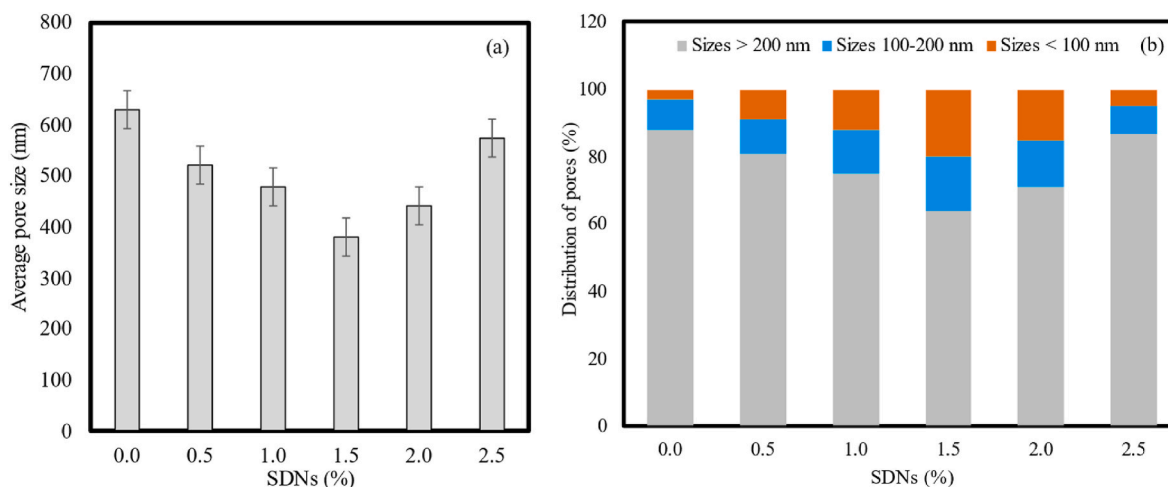 (a)
Average pore size (nm)
800
700
600
500
400
300
200
100
0
0.0 0.5 1.0 1.5 2.0 2.5
SDNs (%)
(b)
Sizes > 200 nm Sizes 100-200 nm Sizes < 100 nm
Distribution of pores (%)
120
100
80
60
40
20
0
0.0 0.5 1.0 1.5 2.0 2.5
SDNs (%)